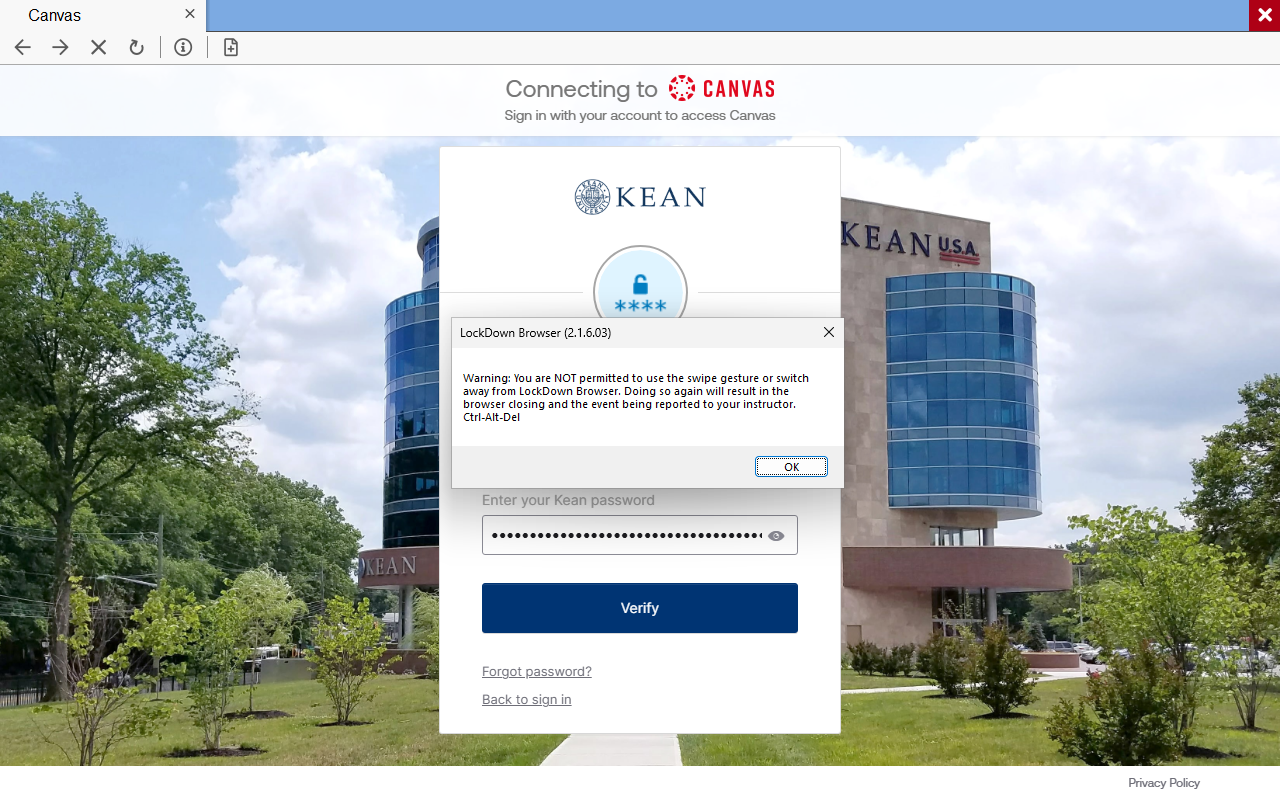 Canvas
Connecting to CANVAS
Sign in with your account to access Canvas
KEAN UNIVERSITY
KEAN
KEAN U.S.A.
****
LockDown Browser (2.1.6.03)
Warning: You are NOT permitted to use the swipe gesture or switch
away from LockDown Browser. Doing so again will result in the
browser closing and the event being reported to your instructor.
Ctrl-Alt-Del
OK
Enter your Kean password
••••••••••••••••••••••••••••••••••••
KEAN
Verify
Forgot password?
Back to sign in
Privacy Policy